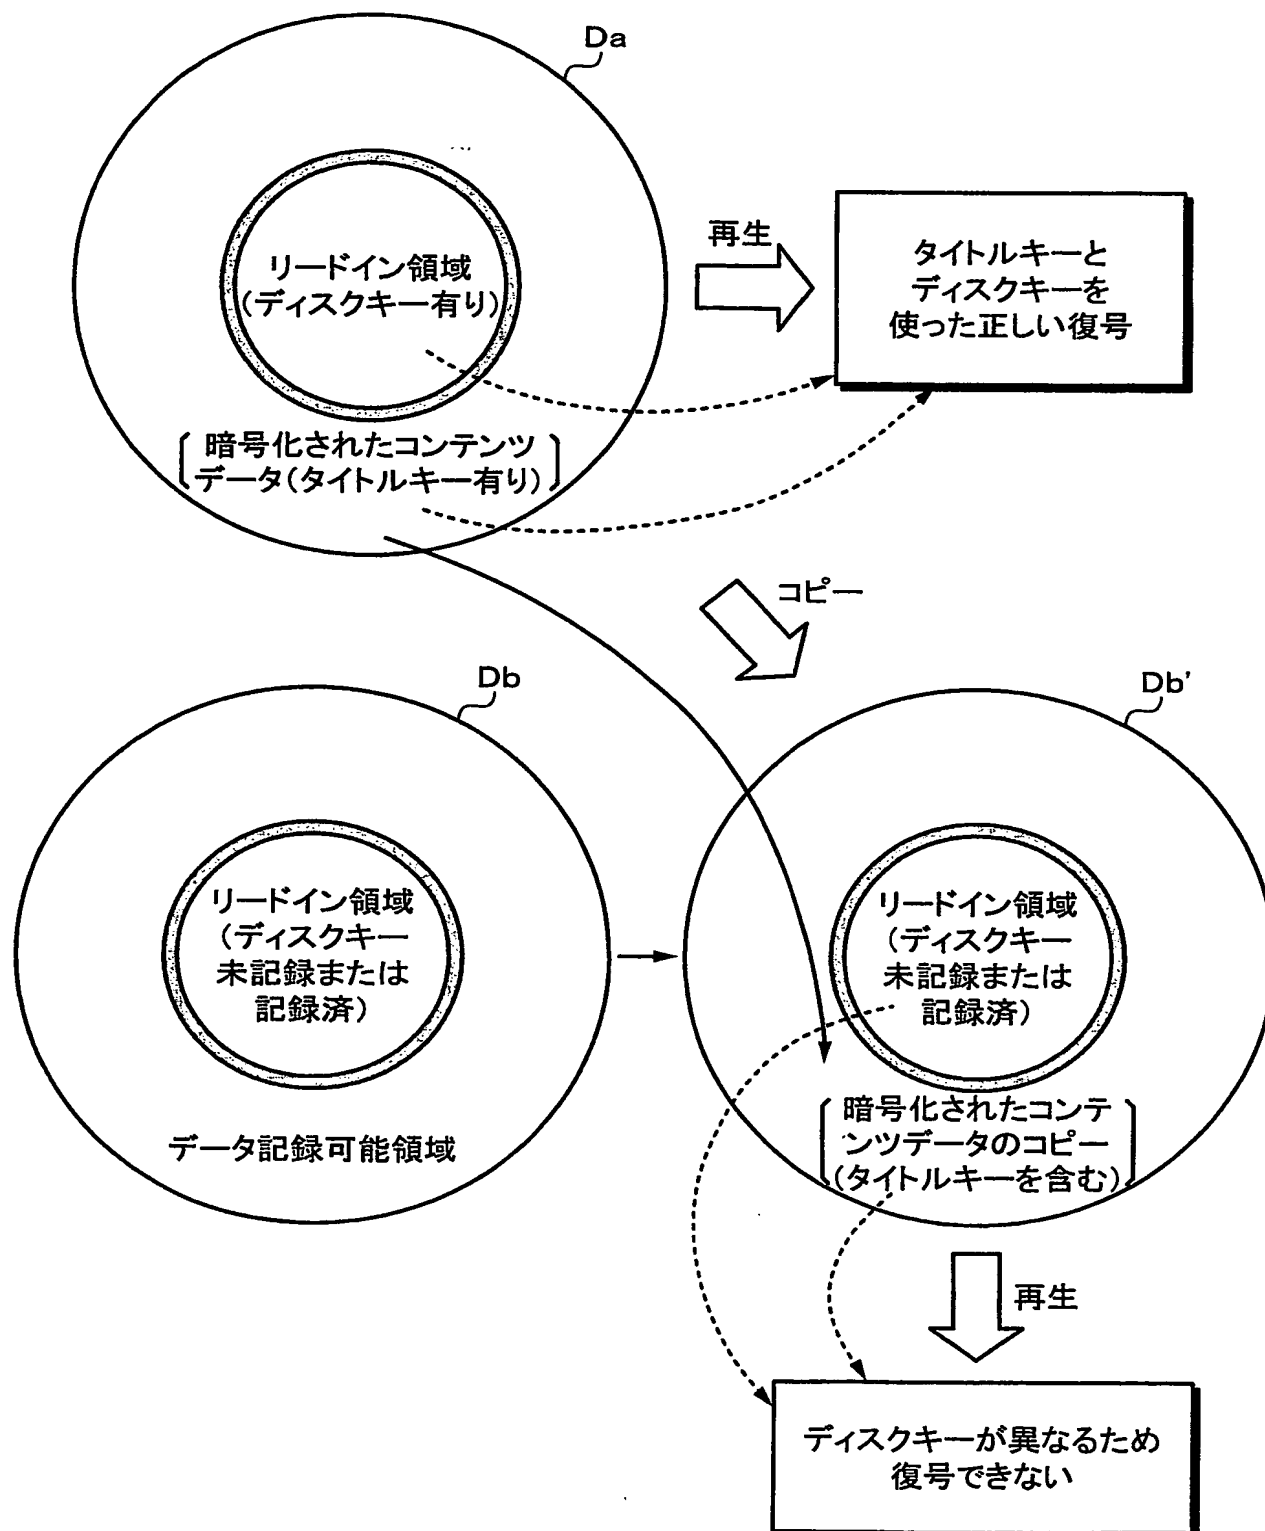 Da
リードイン領域
(ディスクキー有り)
再生
タイトルキーと
ディスクキーを
使った正しい復号
暗号化されたコンテンツ
データ(タイトルキー有り)
コピー
Db
リードイン領域
(ディスクキー
未記録または
記録済)
データ記録可能領域
Db'
リードイン領域
(ディスクキー
未記録または
記録済)
暗号化されたコンテ
ンツデータのコピー
(タイトルキーを含む)
再生
ディスクキーが異なるため
復号できない